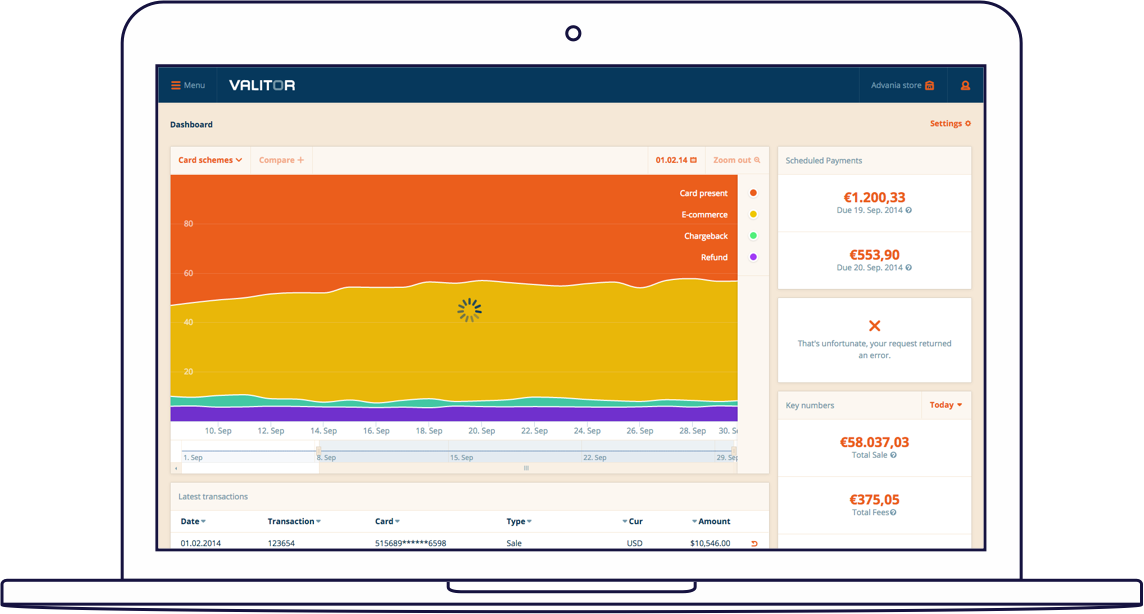 Menu
VALITOR
Advania store
Dashboard
Settings
Card schemes
Compare +
01.02.14
Zoom out
Card present
E-commerce
Chargeback
Refund
80
60
40
20
10. Sep
12. Sep
14. Sep
16. Sep
18. Sep
20. Sep
22. Sep
24. Sep
26. Sep
28. Sep
30. Se
1. Sep
8. Sep
15. Sep
22. Sep
29. Sep
Scheduled Payments
€1.200,33
Due 19. Sep, 2014
€553,90
Due 20. Sep, 2014
That's unfortunate, your request returned
an error.
Key numbers
Today
€58.037,03
Total Sale
€375,05
Total Fees
Latest transactions
Date Transaction Card Type Cur Amount
01.02.2014 123654 515689******6598 Sale USD $10,546.00